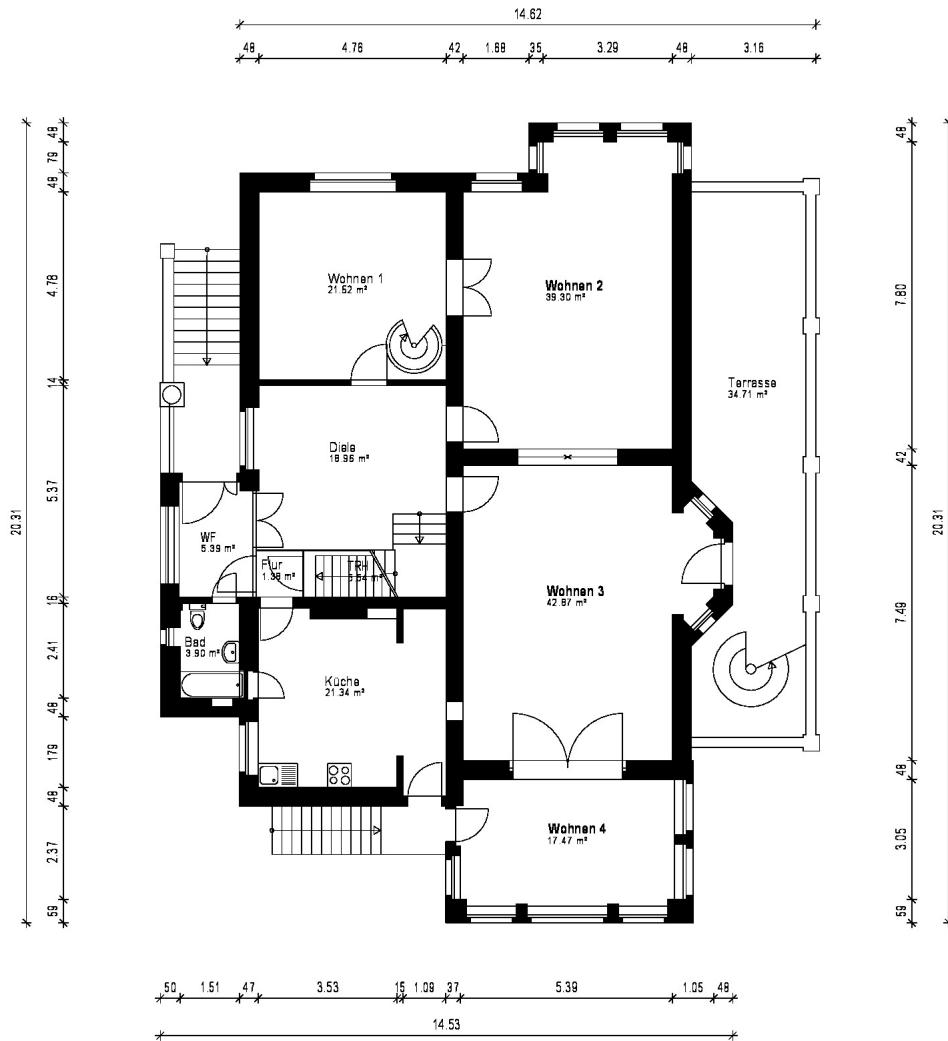 14.62
48 4.76 42 1.88 35 3.29 48 3.16
48
79
48
4.78
14
5.37
16
2.41
48
179
48
2.37
59
20.31
48
7.80
42
7.49
48
3.05
59
20.31
Wohnen 1
21.52 m²
Wohnen 2
39.30 m²
Terrasse
34.71 m²
Diele
18.96 m²
WF
5.39 m²
Flur
1.38 m²
TRH
Wohnen 3
42.87 m²
Bad
3.90 m²
Küche
21.34 m²
Wohnen 4
17.47 m²
50 1.51 47 3.53 15 1.09 37 5.39 1.05 48
14.53